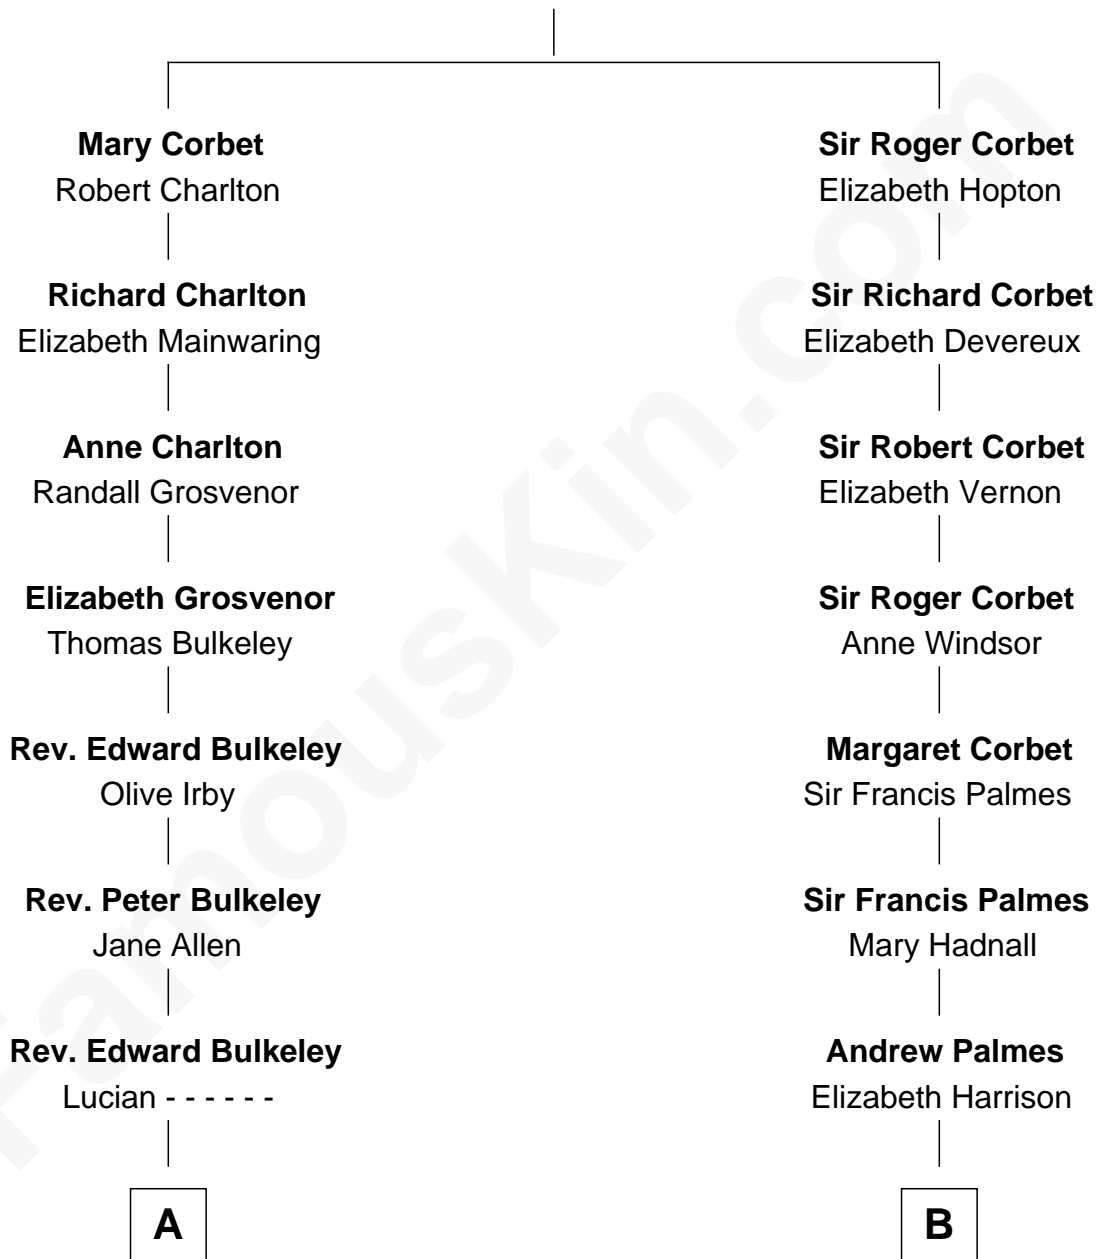 Mary Corbet
Robert Charlton
Richard Charlton
Elizabeth Mainwaring
Anne Charlton
Randall Grosvenor
Elizabeth Grosvenor
Thomas Bulkeley
Rev. Edward Bulkeley
Olive Irby
Rev. Peter Bulkeley
Jane Allen
Rev. Edward Bulkeley
Lucian - - - - - -
A
Sir Roger Corbet
Elizabeth Hopton
Sir Richard Corbet
Elizabeth Devereux
Sir Robert Corbet
Elizabeth Vernon
Sir Roger Corbet
Anne Windsor
Margaret Corbet
Sir Francis Palmes
Sir Francis Palmes
Mary Hadnall
Andrew Palmes
Elizabeth Harrison
B
FamousKin.com